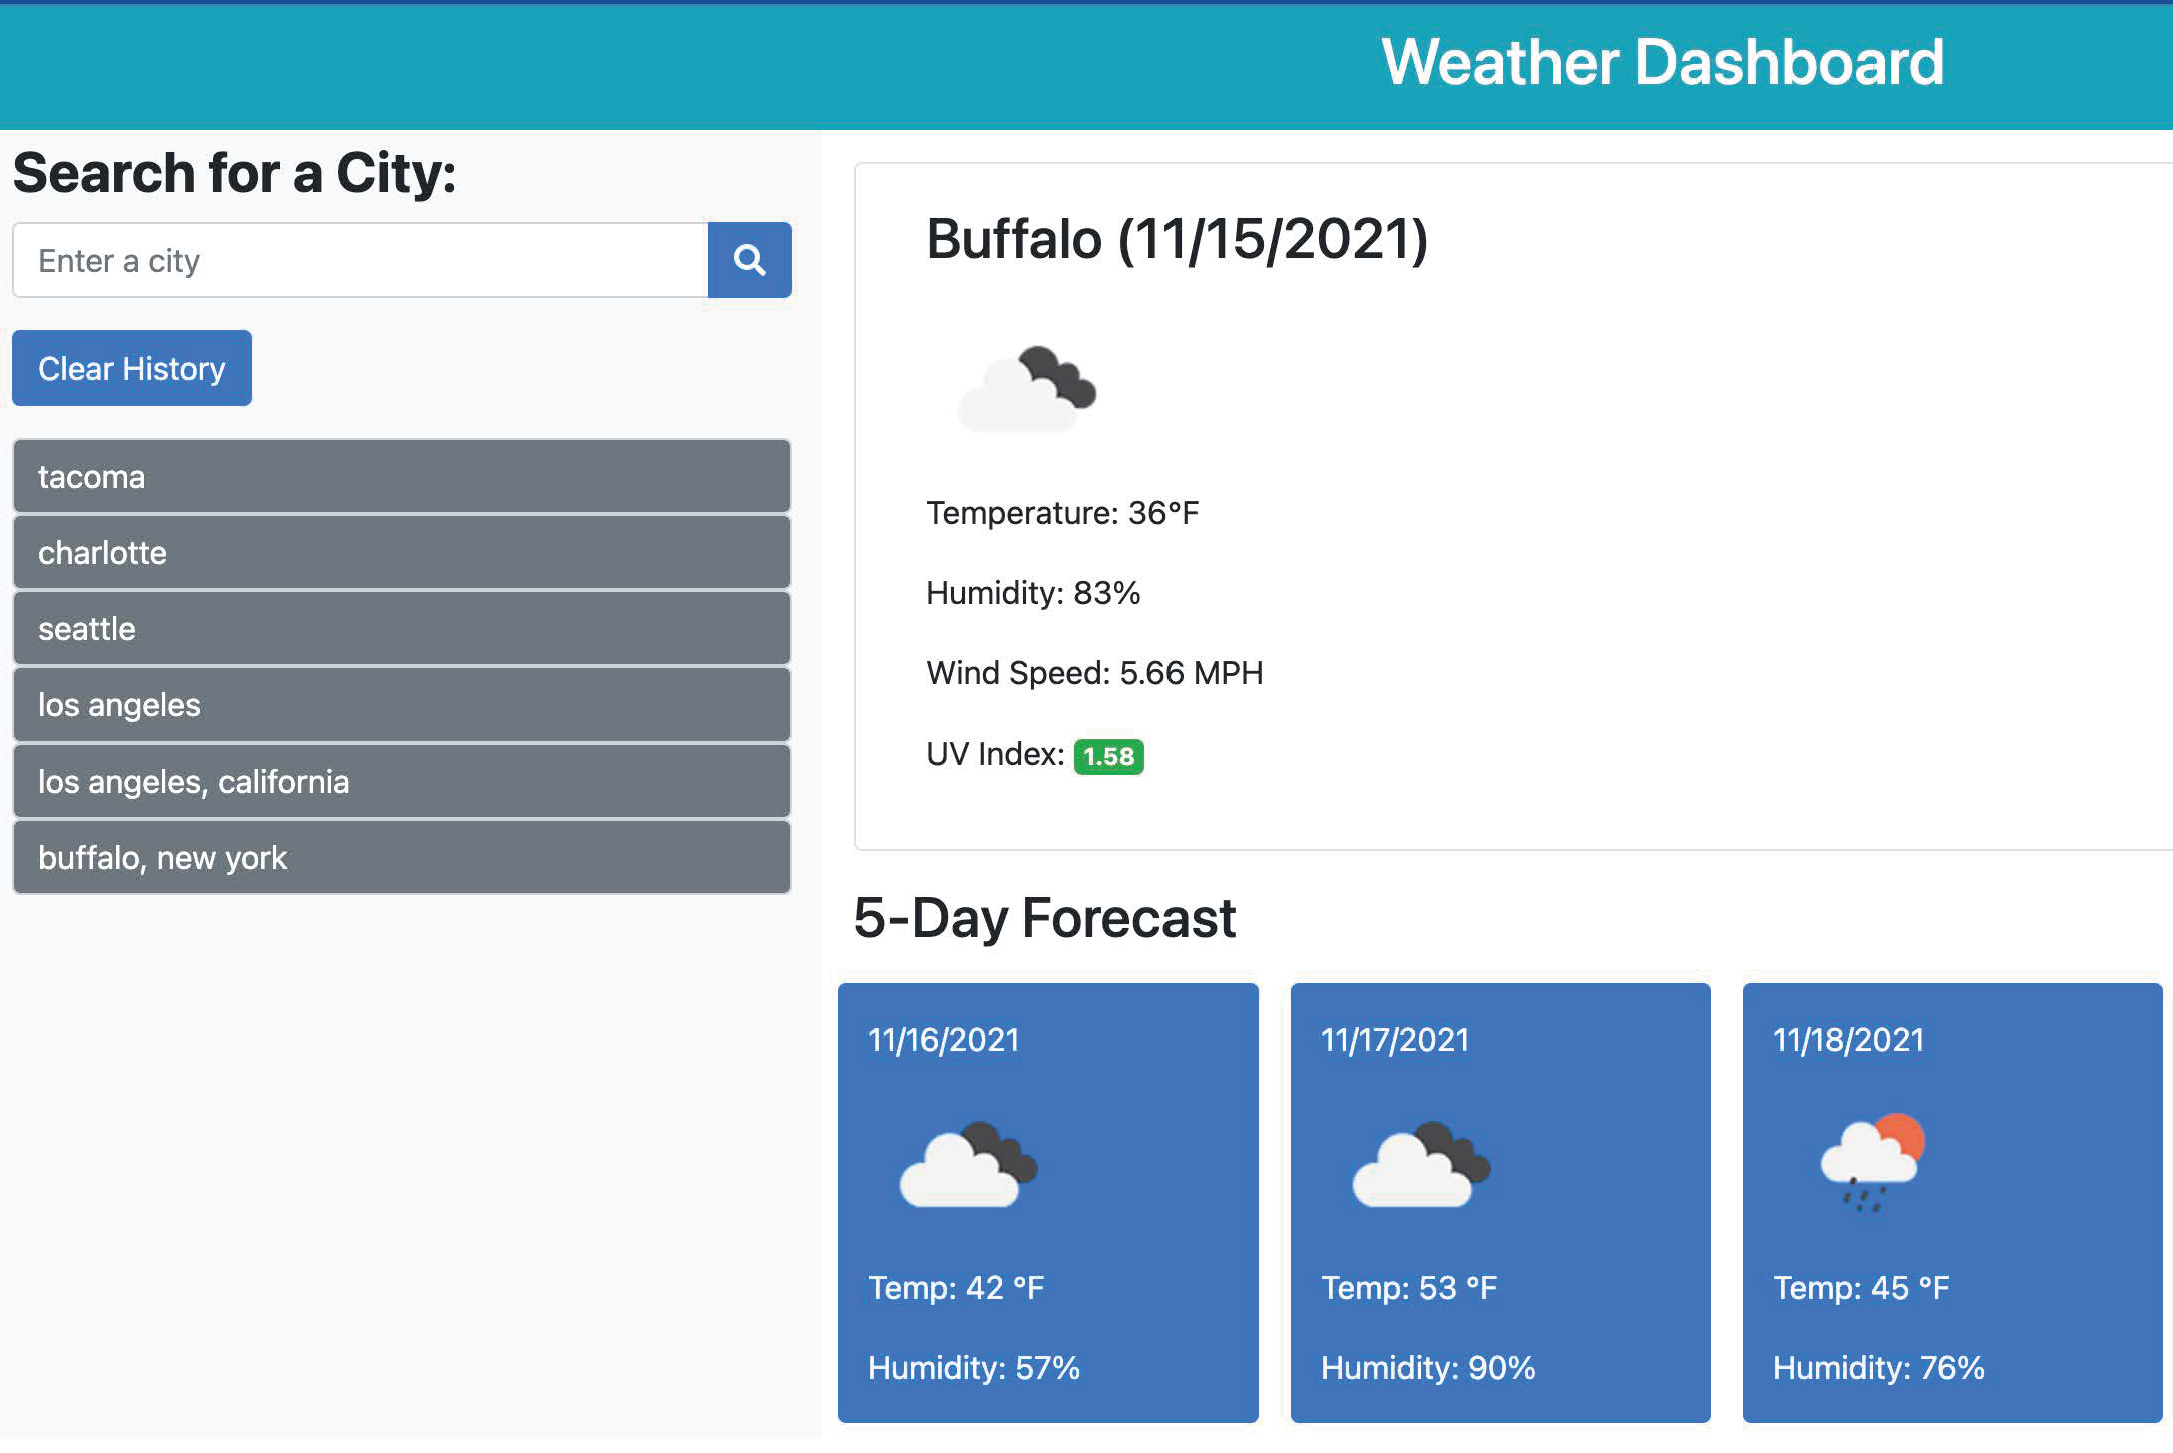 Weather Dashboard
Search for a City:
Enter a city
Clear History
tacoma
charlotte
seattle
los angeles
los angeles, california
buffalo, new york
Buffalo (11/15/2021)
Temperature: 36°F
Humidity: 83%
Wind Speed: 5.66 MPH
UV Index: 1.58
5-Day Forecast
11/16/2021
Temp: 42 °F
Humidity: 57%
11/17/2021
Temp: 53 °F
Humidity: 90%
11/18/2021
Temp: 45 °F
Humidity: 76%